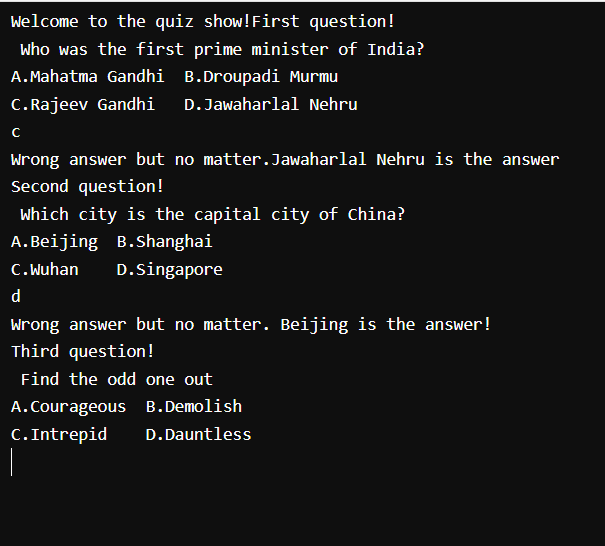 Welcome to the quiz show!First question!
 Who was the first prime minister of India?
A.Mahatma Gandhi  B.Droupadi Murmu
C.Rajeev Gandhi   D.Jawaharlal Nehru
c
Wrong answer but no matter.Jawaharlal Nehru is the answer
Second question!
 Which city is the capital city of China?
A.Beijing  B.Shanghai
C.Wuhan    D.Singapore
d
Wrong answer but no matter. Beijing is the answer!
Third question!
 Find the odd one out
A.Courageous  B.Demolish
C.Intrepid    D.Dauntless